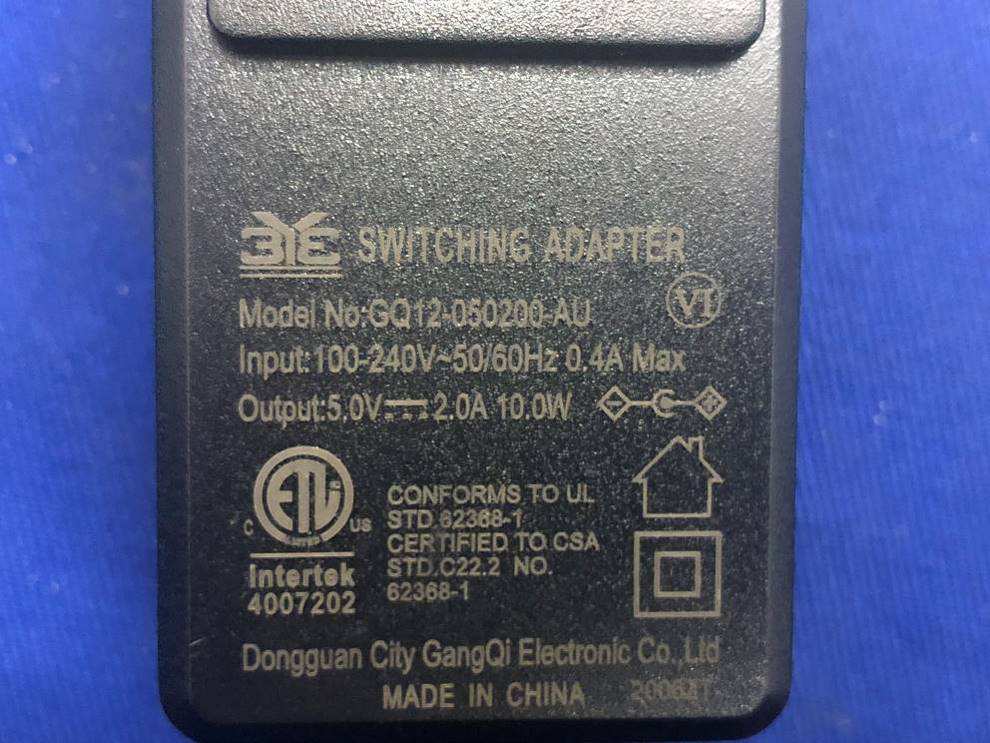 SWITCHING ADAPTER
Model No:GQ12-050200-AU
VI
Input:100-240V~50/60Hz 0.4A Max
Output:5.0V⎓2.0A 10.0W
ETL
C US
Intertek
4007202
CONFORMS TO UL
STD.62368-1
CERTIFIED TO CSA
STD.C22.2 NO.
62368-1
Dongguan City GangQi Electronic Co.,Ltd
MADE IN CHINA